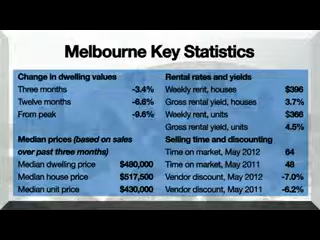 Melbourne Key Statistics
Change in dwelling values
Three months -3.4%
Twelve months -6.6%
From peak -9.6%
Median prices (based on sales
over past three months)
Median dwelling price $480,000
Median house price $517,500
Median unit price $430,000
Rental rates and yields
Weekly rent, houses $396
Gross rental yield, houses 3.7%
Weekly rent, units $366
Gross rental yield, units 4.5%
Selling time and discounting
Time on market, May 2012 64
Time on market, May 2011 48
Vendor discount, May 2012 -7.0%
Vendor discount, May 2011 -6.2%